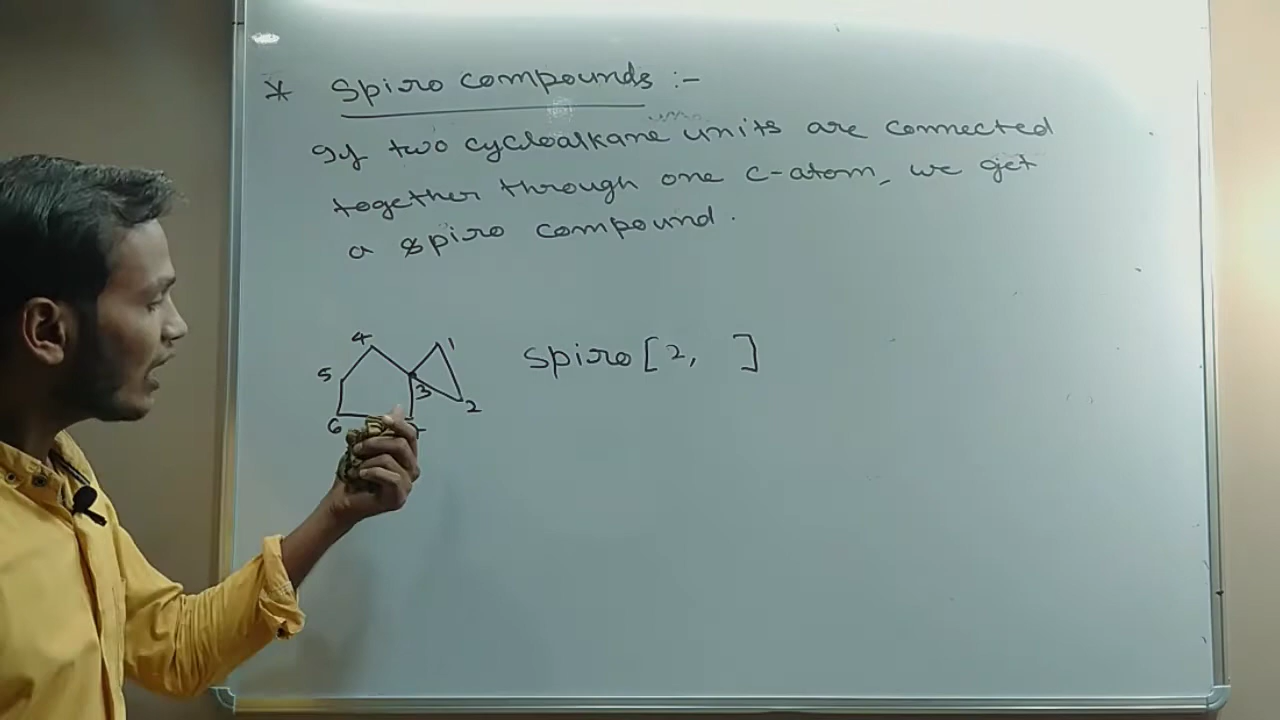 * Spiro compounds :-
If two cycloalkane units are connected
together through one c-atom, we get
a spiro compound.
4 1
5 3 2
6
Spiro [2, ]